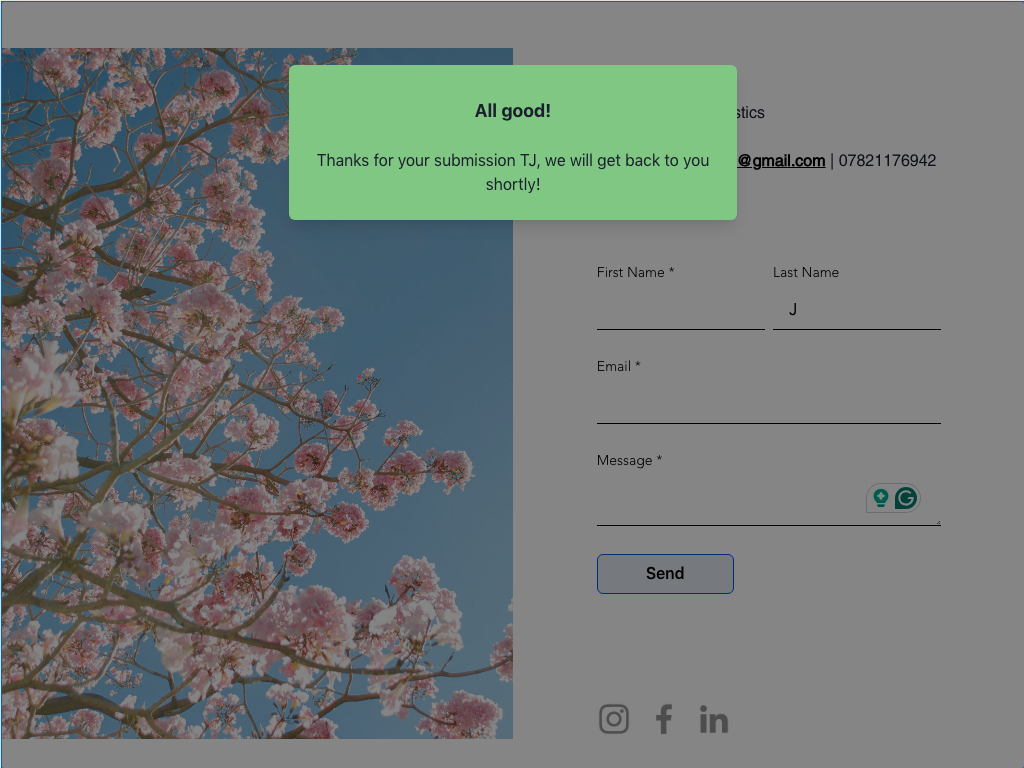 All good!
Thanks for your submission TJ, we will get back to you
shortly!
@gmail.com | 07821176942
First Name *
Last Name
J
Email *
Message *
Send